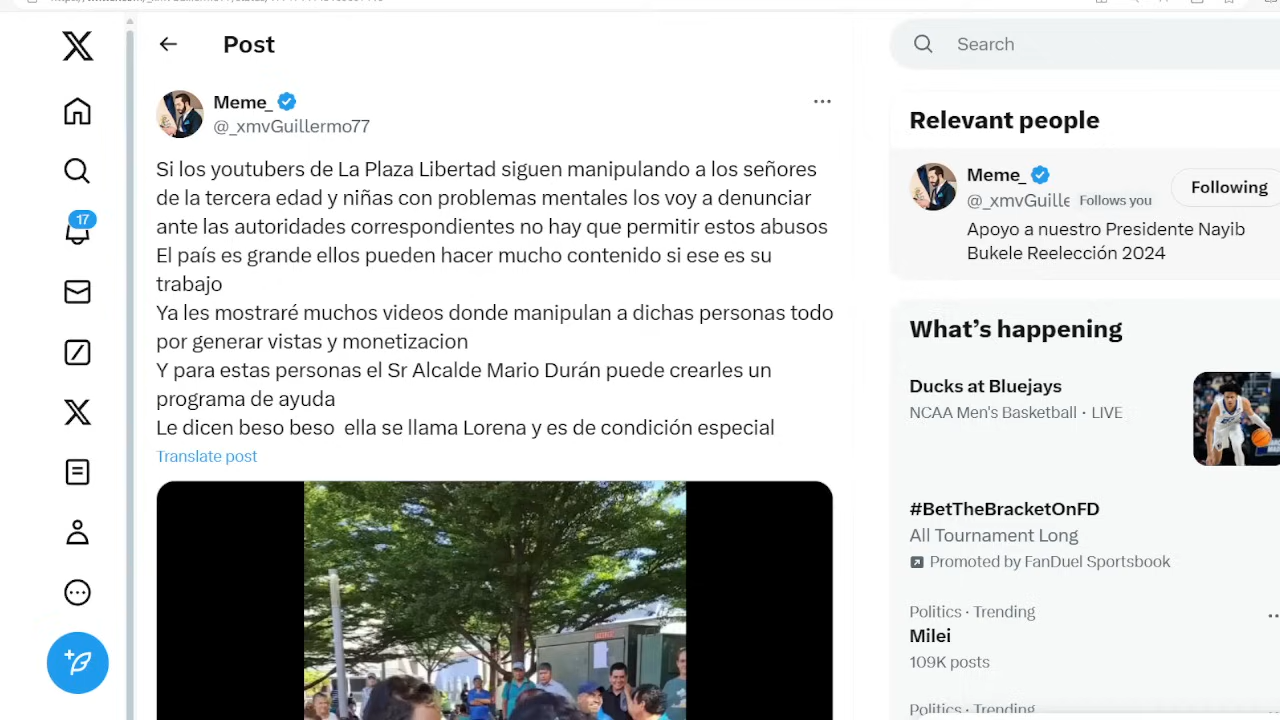 Post
Search
Meme_
@_xmvGuillermo77
Si los youtubers de La Plaza Libertad siguen manipulando a los señores
de la tercera edad y niñas con problemas mentales los voy a denunciar
ante las autoridades correspondientes no hay que permitir estos abusos
El país es grande ellos pueden hacer mucho contenido si ese es su
trabajo
Ya les mostraré muchos videos donde manipulan a dichas personas todo
por generar vistas y monetizacion
Y para estas personas el Sr Alcalde Mario Durán puede crearles un
programa de ayuda
Le dicen beso beso ella se llama Lorena y es de condición especial
Translate post
17
Relevant people
Meme_
@_xmvGuille Follows you
Following
Apoyo a nuestro Presidente Nayib
Bukele Reelección 2024
What's happening
Ducks at Bluejays
NCAA Men's Basketball · LIVE
#BetTheBracketOnFD
All Tournament Long
Promoted by FanDuel Sportsbook
Politics · Trending
Milei
109K posts
Politics · Trending